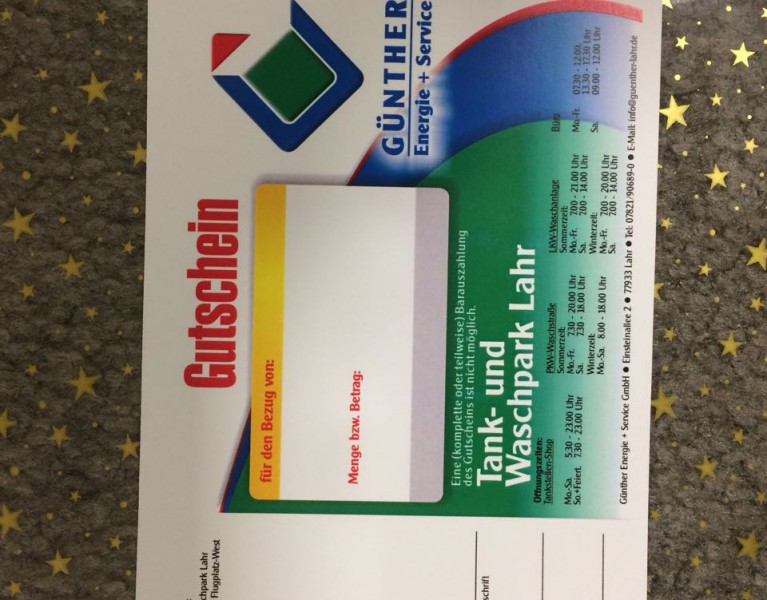 Gutschein
GÜNTHER
Energie + Service
für den Bezug von:
Menge bzw. Betrag:
Eine (komplette oder teilweise) Barauszahlung
des Gutscheins ist nicht möglich.
Tank- und
Waschpark Lahr
Öffnungszeiten:
Tankstellen-Shop
Mo.-Sa. 5.30 - 23.00 Uhr
So.+Feiert. 7.30 - 23.00 Uhr
PKW-Waschstraße
Sommerzeit:
Mo.-Fr. 7.30 - 20.00 Uhr
Sa. 7.30 - 18.00 Uhr
Winterzeit:
Mo.-Sa. 8.00 - 18.00 Uhr
LKW-Waschanlage
Sommerzeit:
Mo.-Fr. 7.00 - 21.00 Uhr
Sa. 7.00 - 14.00 Uhr
Winterzeit:
Mo.-Fr. 7.00 - 20.00 Uhr
Sa. 7.00 - 14.00 Uhr
Büro
Mo.-Fr. 07.30 - 12.00,
13.30 - 17.30 Uhr
Sa. 09.00 - 12.00 Uhr
Günther Energie + Service GmbH ● Einsteinallee 2 ● 77933 Lahr ● Tel: 07821/90689-0 ● E-Mail: info@guenther-lahr.de
chpark Lahr
Flugplatz-West
schrift